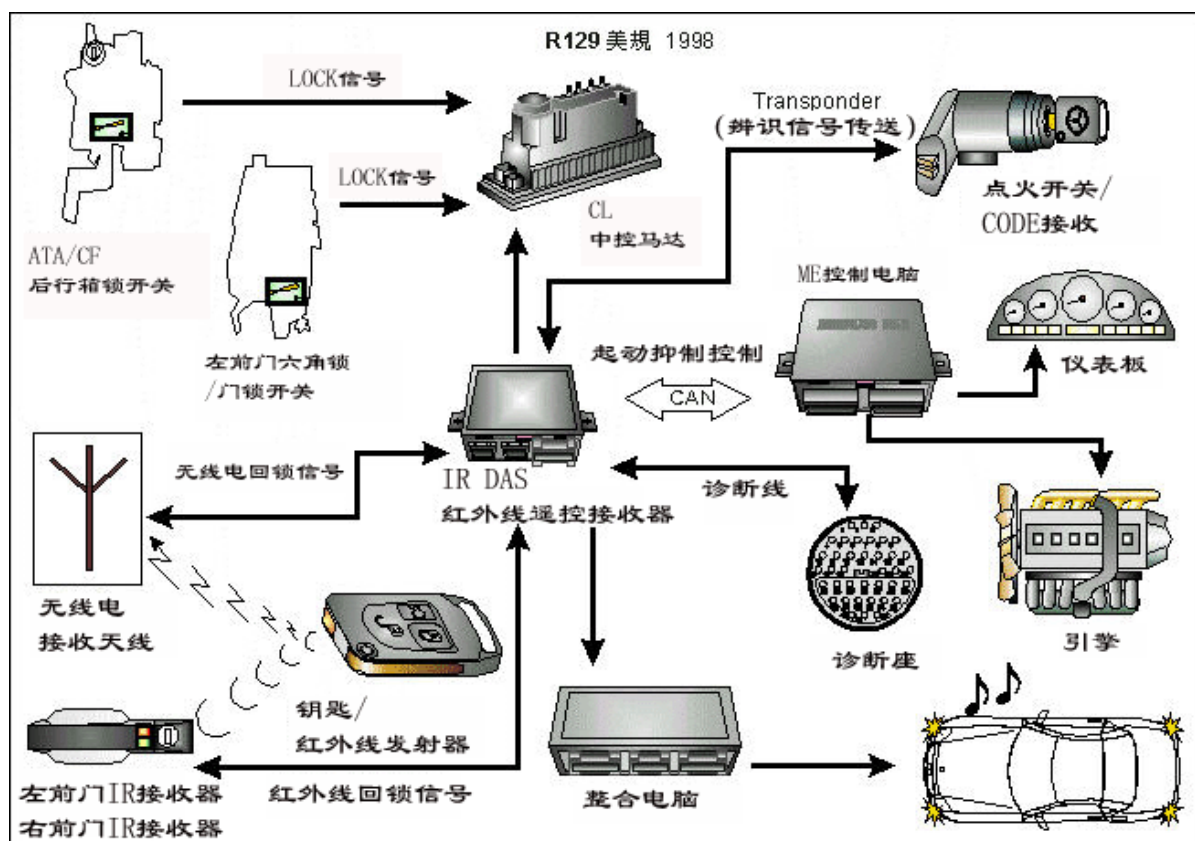 R129 美規 1998
LOCK信号
Transponder
(辨识信号传送)
LOCK信号
点火开关/
CODE接收
CL
中控马达
ATA/CF
后行箱锁开关
ME控制电脑
左前门六角锁
/门锁开关
起动抑制控制
仪表板
CAN
无线电回锁信号
IR DAS
红外线遥控接收器
诊断线
无线电
接收天线
诊断座
引擎
钥匙/
红外线发射器
左前门IR接收器
右前门IR接收器
红外线回锁信号
整合电脑